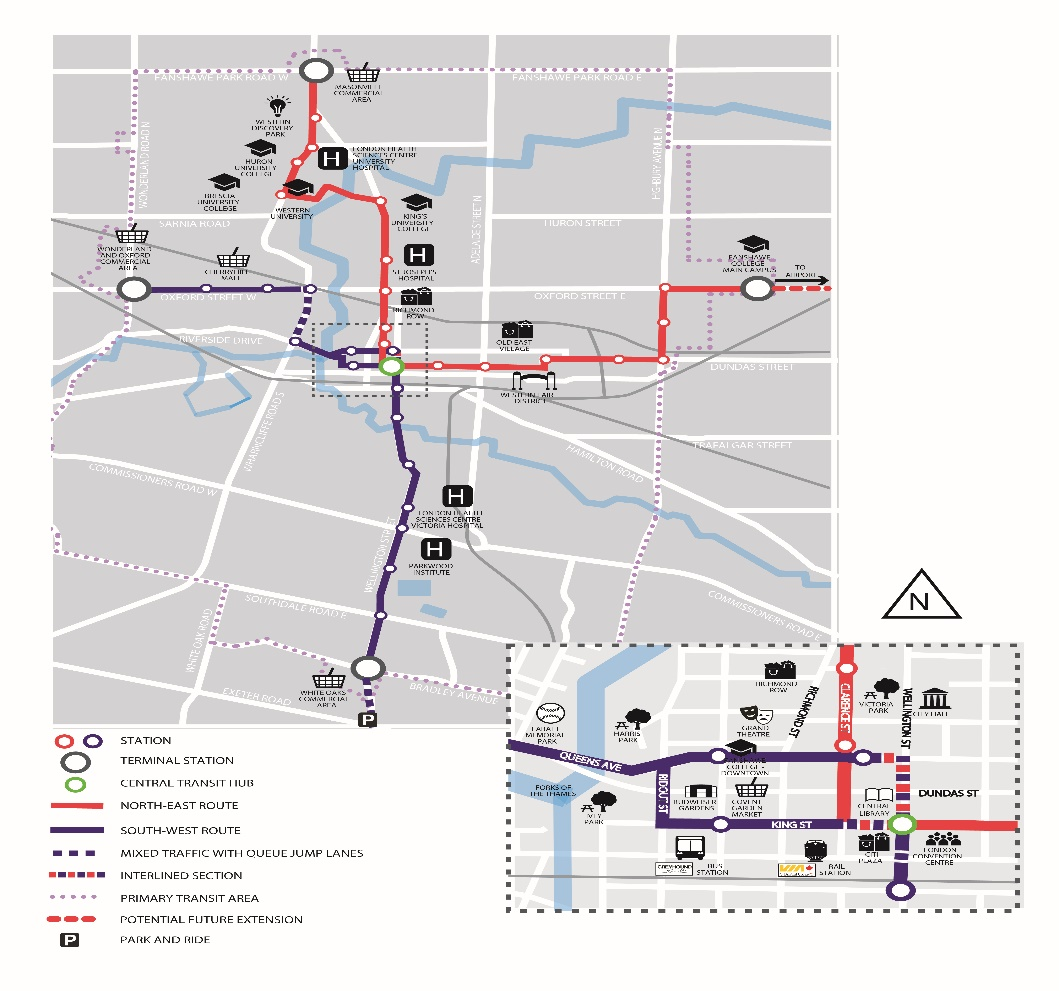 FANSHAWE PARK ROAD W
FANSHAWE PARK ROAD E
MASONVILLE
COMMERCIAL
AREA
WESTERN
DISCOVERY
PARK
WONDERLAND ROAD N
HIGHBURY AVENUE N
HURON
UNIVERSITY
COLLEGE
H
LONDON HEALTH
SCIENCES CENTRE
UNIVERSITY
HOSPITAL
BRESCIA
UNIVERSITY
COLLEGE
WESTERN
UNIVERSITY
KING'S
UNIVERSITY
COLLEGE
ADELAIDE STREET N
SARNIA ROAD
HURON STREET
WONDERLAND
AND OXFORD
COMMERCIAL
AREA
CHERRYHILL
MALL
H
ST JOSEPH'S
HOSPITAL
FANSHAWE
COLLEGE
MAIN CAMPUS
TO
AIRPORT
OXFORD STREET W
OXFORD STREET E
RICHMOND
ROW
RIVERSIDE DRIVE
OLD EAST
VILLAGE
DUNDAS STREET
WESTERN FAIR
DISTRICT
WHARNCLIFFE ROAD S
HAMILTON ROAD
TRAFALGAR STREET
COMMISSIONERS ROAD W
H
LONDON HEALTH
SCIENCES CENTRE
VICTORIA HOSPITAL
WELLINGTON STREET
H
PARKWOOD
INSTITUTE
SOUTHDALE ROAD E
COMMISSIONERS ROAD E
WHITE OAK ROAD
WHITE OAKS
COMMERCIAL
AREA
EXETER ROAD
BRADLEY AVENUE
P
N
STATION
TERMINAL STATION
CENTRAL TRANSIT HUB
NORTH-EAST ROUTE
SOUTH-WEST ROUTE
MIXED TRAFFIC WITH QUEUE JUMP LANES
INTERLINED SECTION
PRIMARY TRANSIT AREA
POTENTIAL FUTURE EXTENSION
P
PARK AND RIDE
RICHMOND
ROW
RICHMOND ST
CLARENCE ST
VICTORIA
PARK
WELLINGTON ST
CITY HALL
LABATT
MEMORIAL
PARK
HARRIS
PARK
GRAND
THEATRE
QUEENS AVE
COLLEGE-
DOWNTOWN
FORKS OF
THE THAMES
IVEY
PARK
RIDOUT ST
BUDWEISER
GARDENS
COVENT
GARDEN
MARKET
CENTRAL
LIBRARY
DUNDAS ST
KING ST
GREYHOUND
BUS
STATION
VIA
RAIL
STATION
CITI
PLAZA
LONDON
CONVENTION
CENTRE